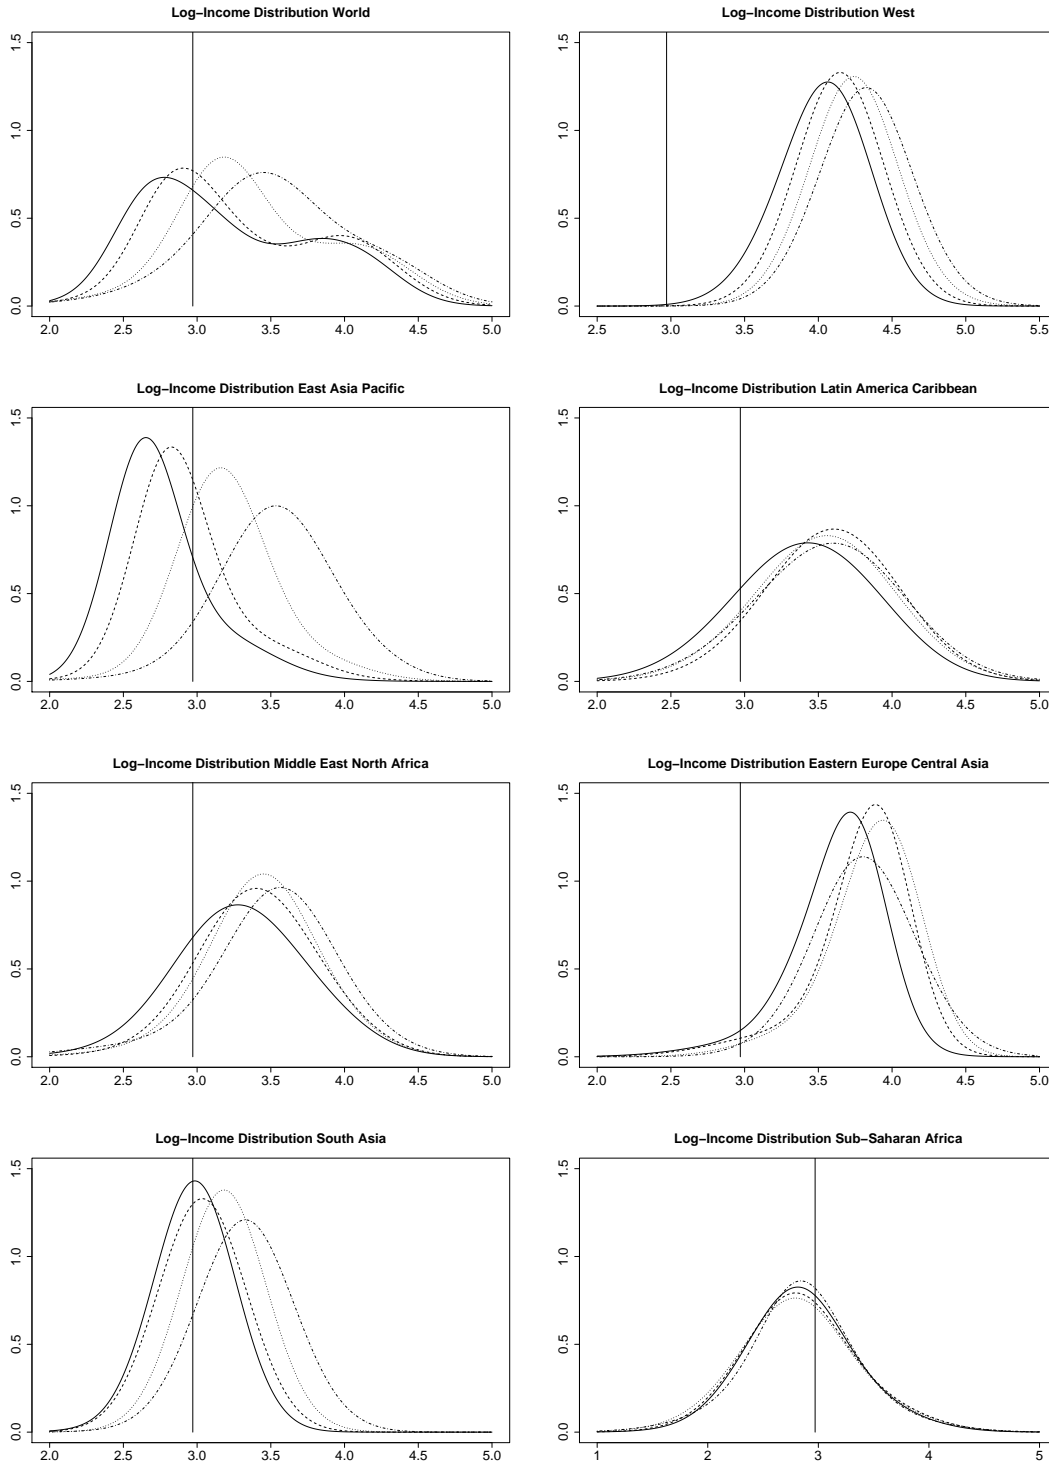 Log−Income Distribution World
1.5
1.0
0.5
0.0
2.0 2.5 3.0 3.5 4.0 4.5 5.0
Log−Income Distribution West
1.5
1.0
0.5
0.0
2.5 3.0 3.5 4.0 4.5 5.0 5.5
Log−Income Distribution East Asia Pacific
1.5
1.0
0.5
0.0
2.0 2.5 3.0 3.5 4.0 4.5 5.0
Log−Income Distribution Latin America Caribbean
1.5
1.0
0.5
0.0
2.0 2.5 3.0 3.5 4.0 4.5 5.0
Log−Income Distribution Middle East North Africa
1.5
1.0
0.5
0.0
2.0 2.5 3.0 3.5 4.0 4.5 5.0
Log−Income Distribution Eastern Europe Central Asia
1.5
1.0
0.5
0.0
2.0 2.5 3.0 3.5 4.0 4.5 5.0
Log−Income Distribution South Asia
1.5
1.0
0.5
0.0
2.0 2.5 3.0 3.5 4.0 4.5 5.0
Log−Income Distribution Sub−Saharan Africa
1.5
1.0
0.5
0.0
1 2 3 4 5